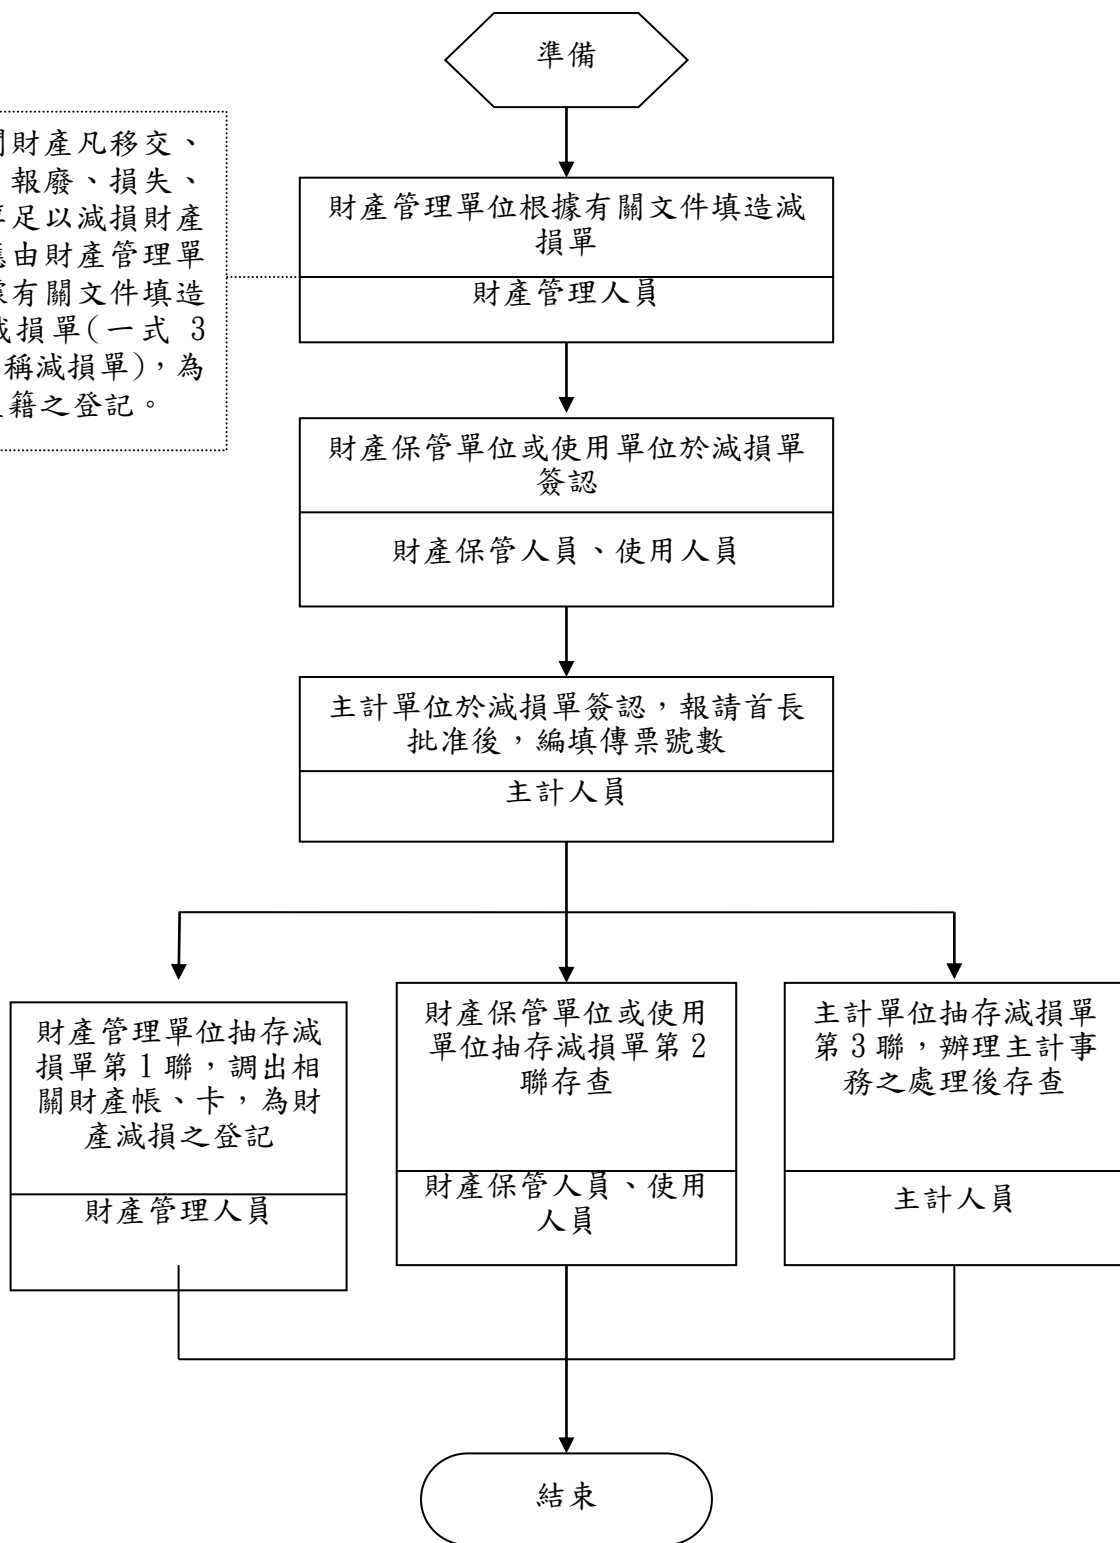 準備
財產凡移交、
報廢、損失、
足以減損財產
由財產管理單
有關文件填造
減損單(一式 3
稱減損單),為
籍之登記。
財產管理單位根據有關文件填造減
損單
財產管理人員
財產保管單位或使用單位於減損單
簽認
財產保管人員、使用人員
主計單位於減損單簽認,報請首長
批准後,編填傳票號數
主計人員
財產管理單位抽存減
損單第 1 聯,調出相
關財產帳、卡,為財
產減損之登記
財產管理人員
財產保管單位或使用
單位抽存減損單第 2
聯存查
財產保管人員、使用
人員
主計單位抽存減損單
第 3 聯,辦理主計事
務之處理後存查
主計人員
結束